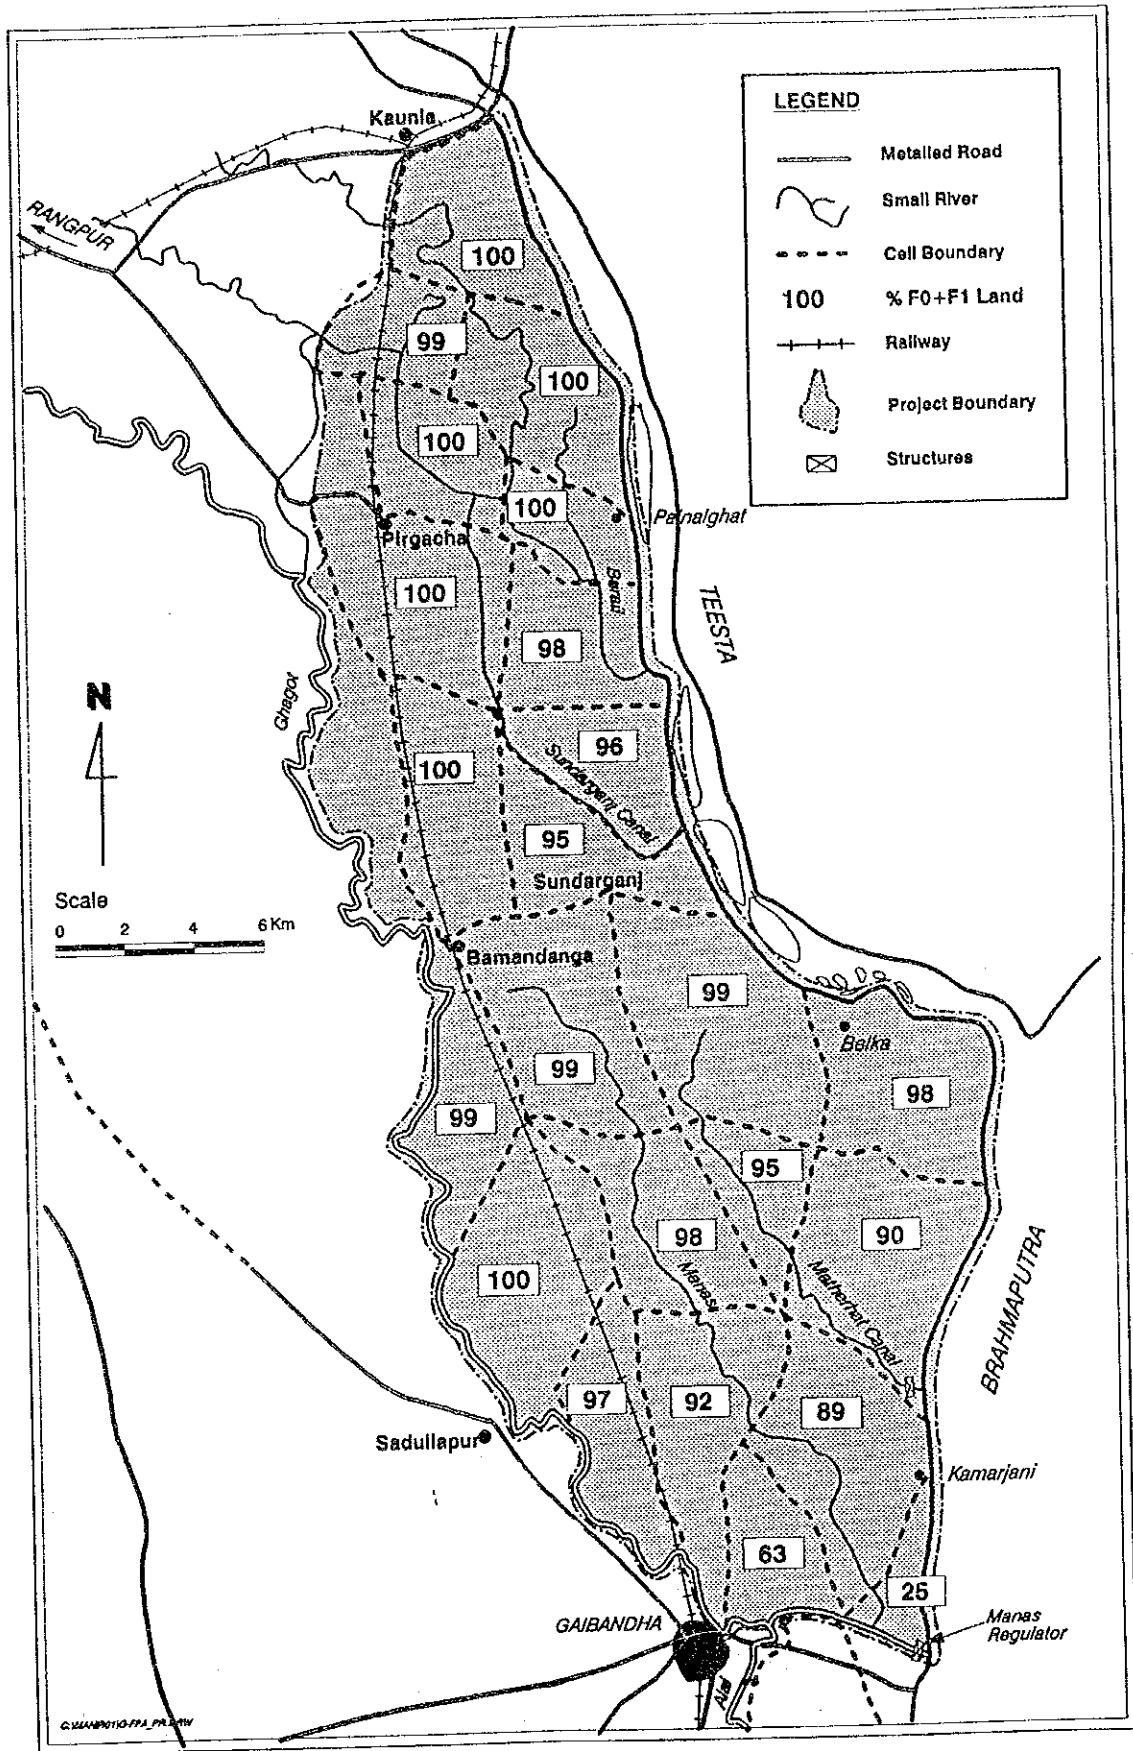 LEGEND
Metalled Road
Small River
Cell Boundary
100 % F0+F1 Land
Railway
Project Boundary
Structures
Kaunia
RANGPUR
100
99
100
100
100
Painalghat
Pirgacha
100
Barail
TEESTA
98
N
Ghagot
96
100
Sundarganj Canal
95
Sundarganj
Scale
0 2 4 6 Km
Bamandanga
99
Belka
99
98
99
95
98
90
100
Manas
Matherhat Canal
BRAHMAPUTRA
97
92
89
Sadullapur
Kamarjani
63
25
GAIBANDHA
Manas
Regulator
Alai